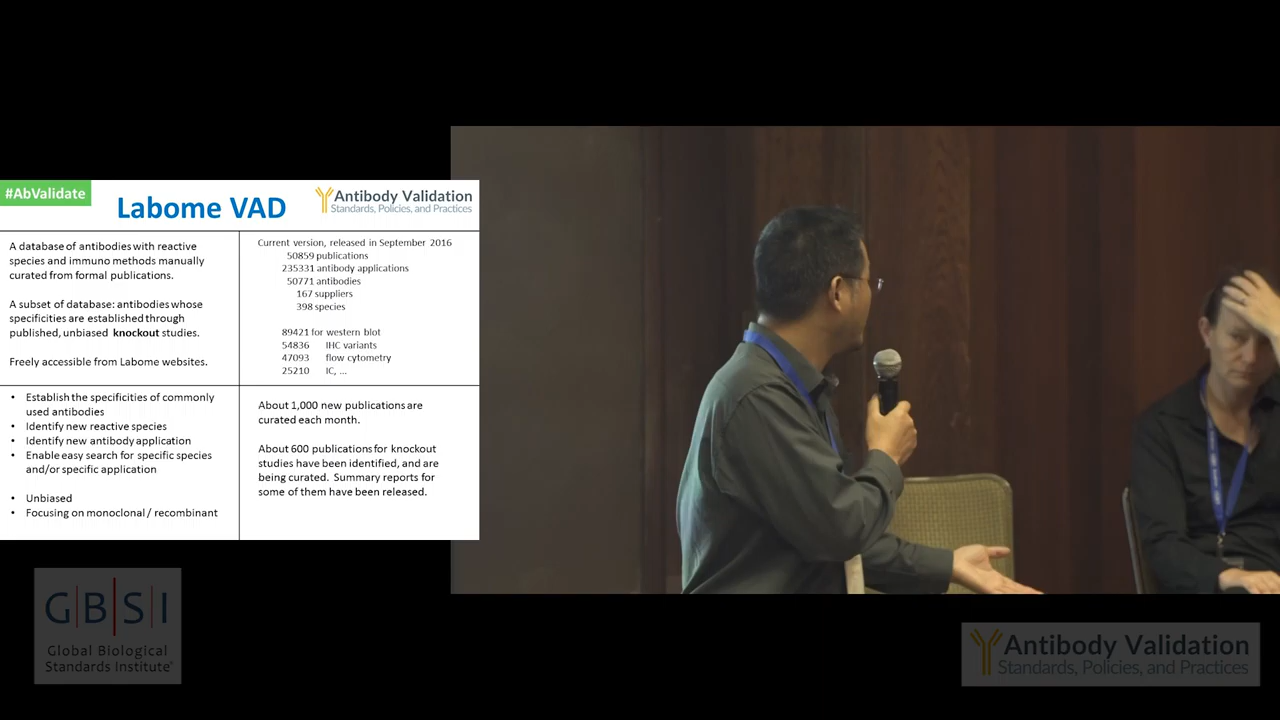 #AbValidate
Labome VAD
Antibody Validation
Standards, Policies, and Practices
A database of antibodies with reactive
species and immuno methods manually
curated from formal publications.
A subset of database: antibodies whose
specificities are established through
published, unbiased knockout studies.
Freely accessible from Labome websites.
Current version, released in September 2016
50859 publications
235331 antibody applications
50771 antibodies
167 suppliers
398 species
89421 for western blot
54836 IHC variants
47093 flow cytometry
25210 IC, ...
• Establish the specificities of commonly
used antibodies
• Identify new reactive species
• Identify new antibody application
• Enable easy search for specific species
and/or specific application
• Unbiased
• Focusing on monoclonal / recombinant
About 1,000 new publications are
curated each month.
About 600 publications for knockout
studies have been identified, and are
being curated. Summary reports for
some of them have been released.
GBSI
Global Biological
Standards Institute
Antibody Validation
Standards, Policies, and Practices